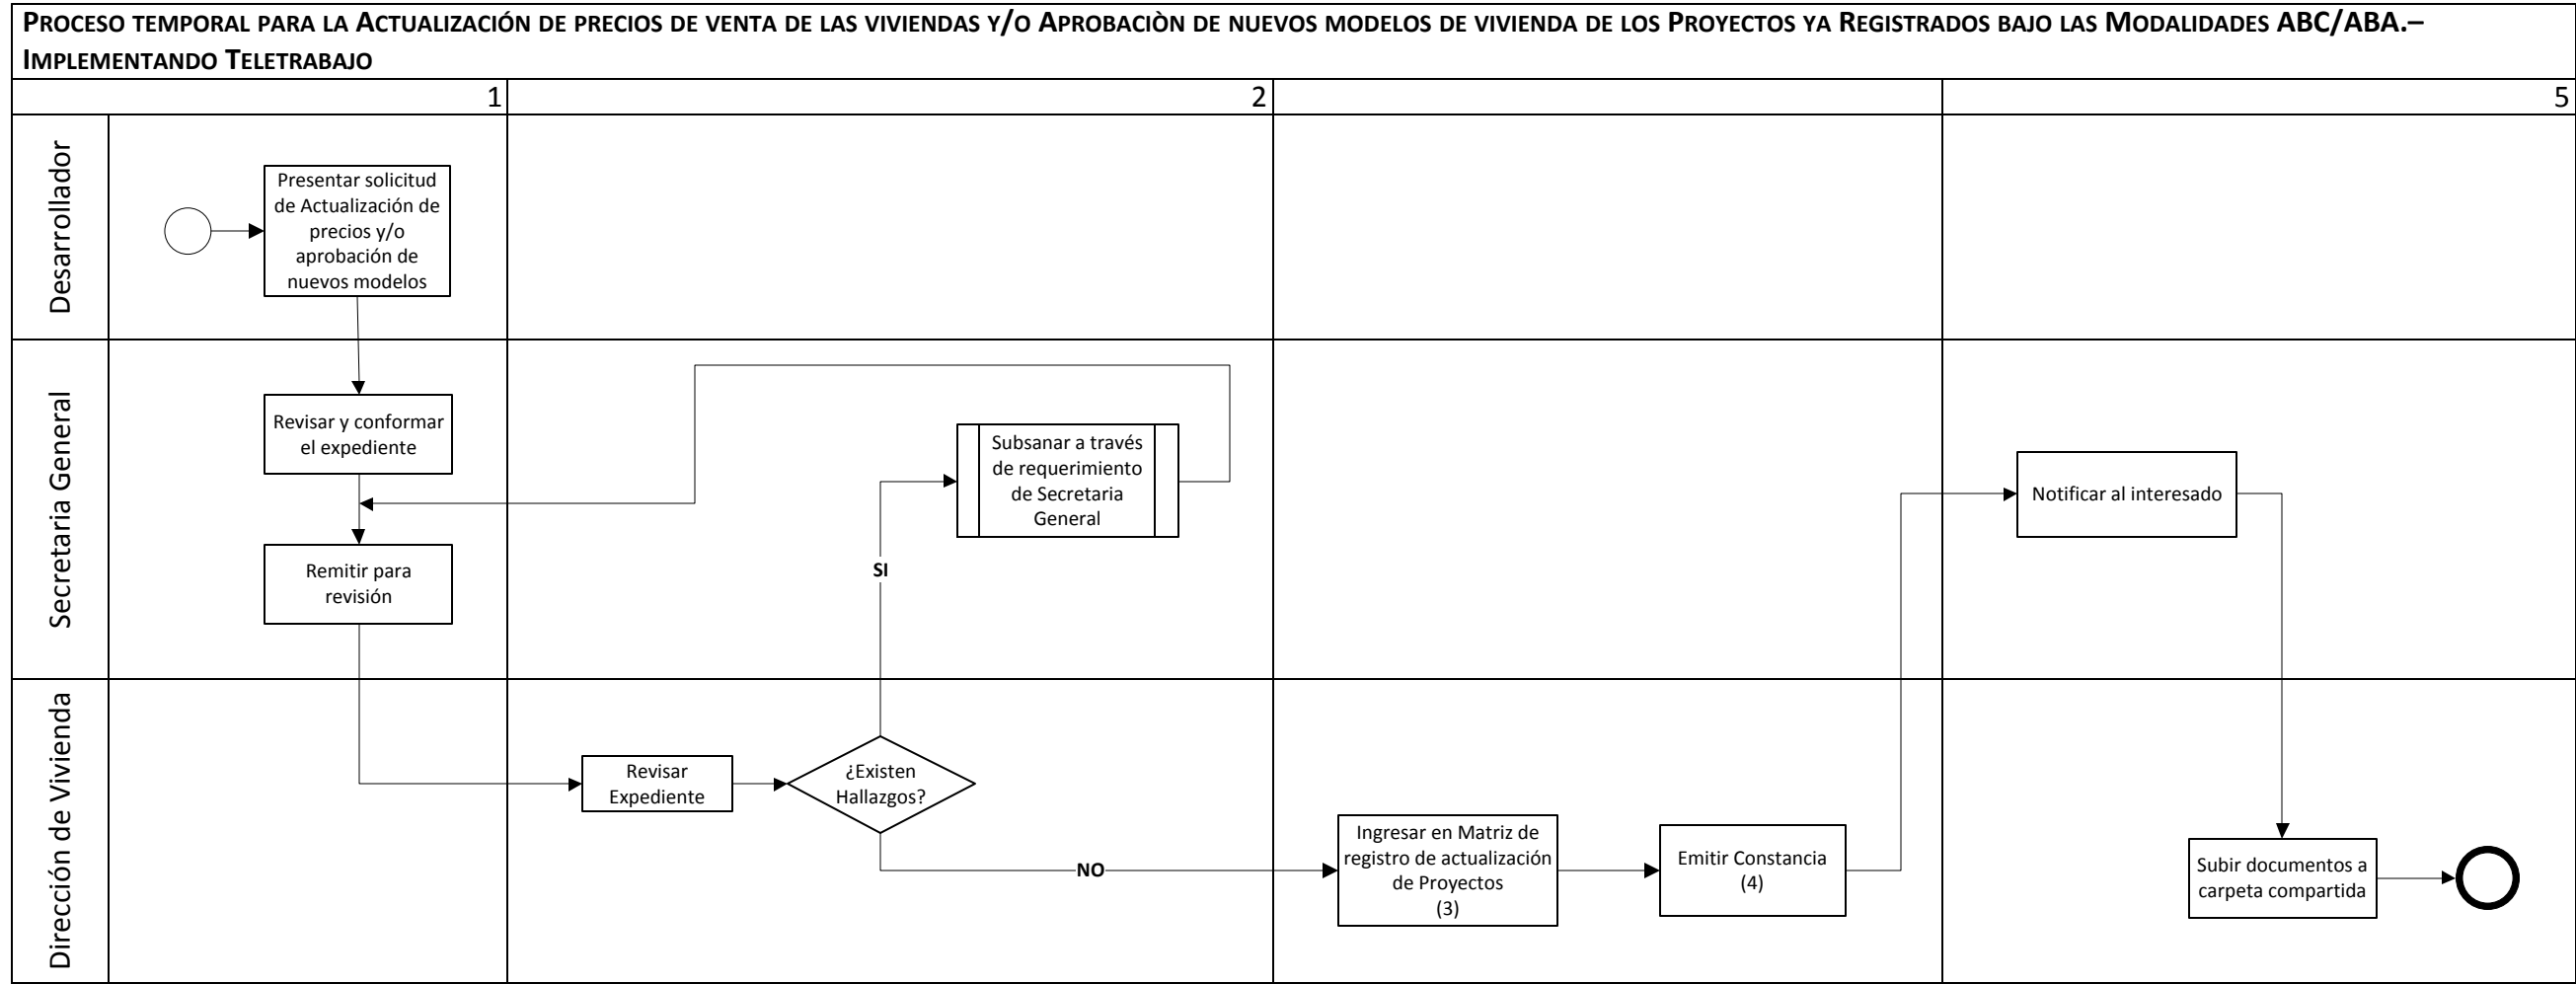 PROCESO TEMPORAL PARA LA ACTUALIZACIÓN DE PRECIOS DE VENTA DE LAS VIVIENDAS Y/O APROBACIÒN DE NUEVOS MODELOS DE VIVIENDA DE LOS PROYECTOS YA REGISTRADOS BAJO LAS MODALIDADES ABC/ABA.–
IMPLEMENTANDO TELETRABAJO
1
2
5
Desarrollador
Presentar solicitud
de Actualización de
precios y/o
aprobación de
nuevos modelos
Secretaria General
Revisar y conformar
el expediente
Remitir para
revisión
Subsanar a través
de requerimiento
de Secretaria
General
SI
Notificar al interesado
Dirección de Vivienda
Revisar
Expediente
¿Existen
Hallazgos?
NO
Ingresar en Matriz de
registro de actualización
de Proyectos
(3)
Emitir Constancia
(4)
Subir documentos a
carpeta compartida